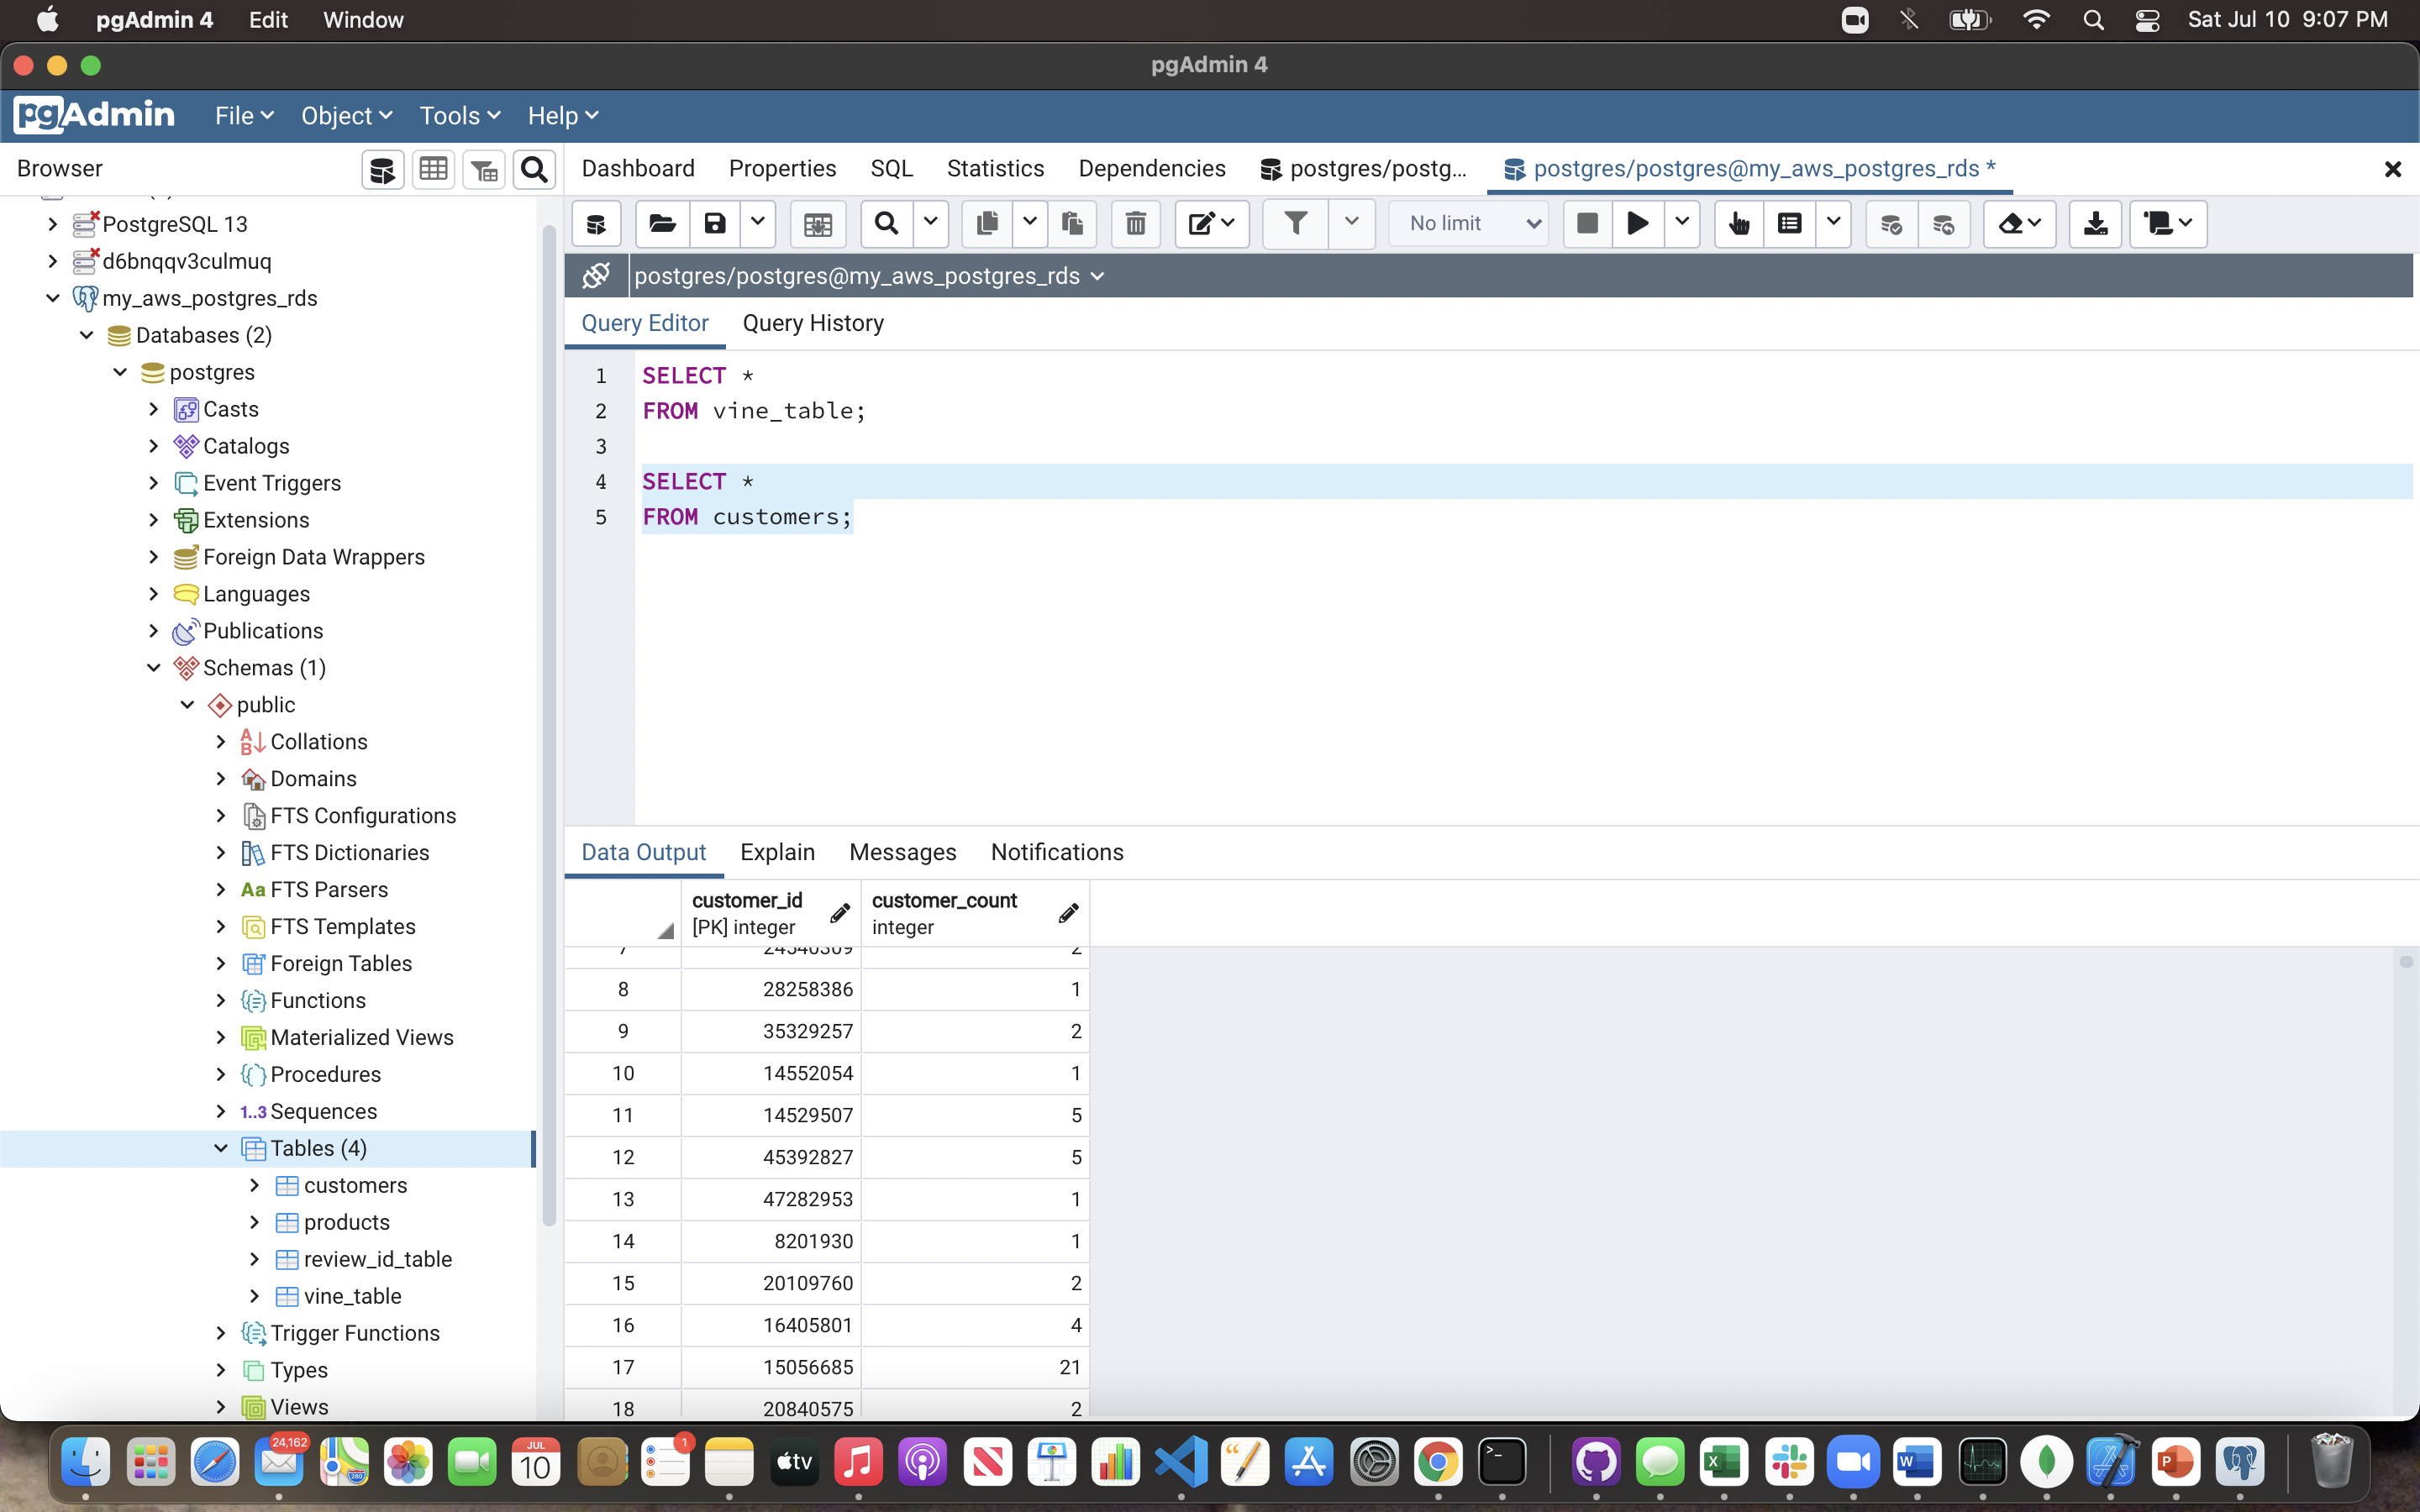 pgAdmin 4 Edit Window Sat Jul 10 9:07 PM
pgAdmin 4
pgAdmin File Object Tools Help
Browser Dashboard Properties SQL Statistics Dependencies postgres/postg... postgres/postgres@my_aws_postgres_rds *
PostgreSQL 13
d6bnqqv3culmuq
my_aws_postgres_rds
Databases (2)
postgres
Casts
Catalogs
Event Triggers
Extensions
Foreign Data Wrappers
Languages
Publications
Schemas (1)
public
Collations
Domains
FTS Configurations
FTS Dictionaries
Aa FTS Parsers
FTS Templates
Foreign Tables
Functions
Materialized Views
Procedures
1..3 Sequences
Tables (4)
customers
products
review_id_table
vine_table
Trigger Functions
Types
Views
No limit
postgres/postgres@my_aws_postgres_rds
Query Editor Query History
1 SELECT *
2 FROM vine_table;
3
4 SELECT *
5 FROM customers;
Data Output Explain Messages Notifications
customer_id customer_count
[PK] integer integer
7 24540309 2
8 28258386 1
9 35329257 2
10 14552054 1
11 14529507 5
12 45392827 5
13 47282953 1
14 8201930 1
15 20109760 2
16 16405801 4
17 15056685 21
18 20840575 2
24,162 280 JUL 10 1 tv